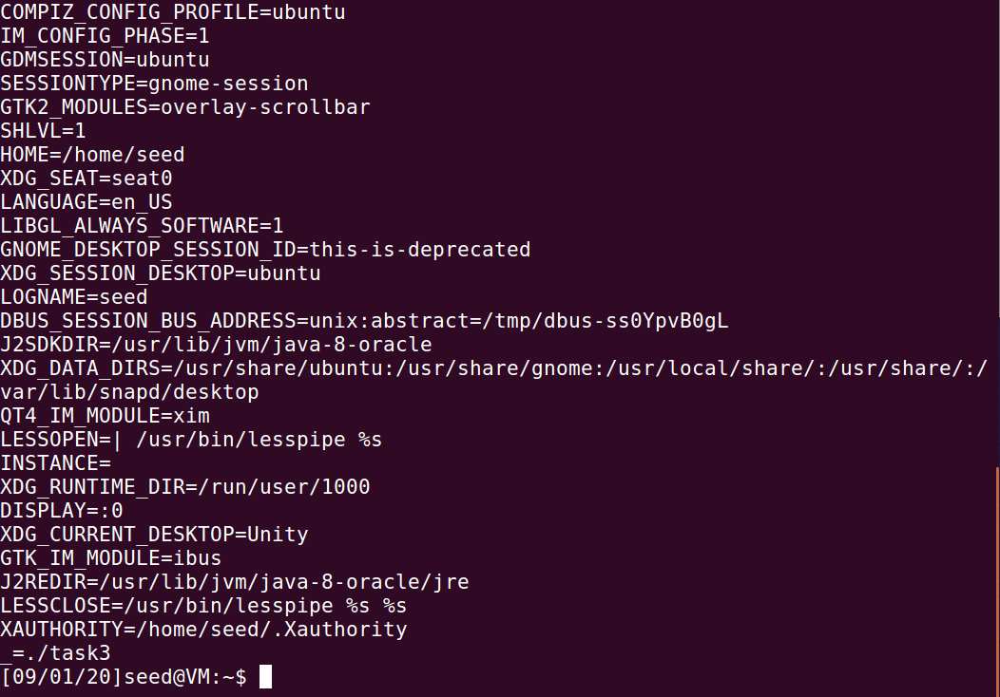 COMPIZ_CONFIG_PROFILE=ubuntu
IM_CONFIG_PHASE=1
GDMSESSION=ubuntu
SESSIONTYPE=gnome-session
GTK2_MODULES=overlay-scrollbar
SHLVL=1
HOME=/home/seed
XDG_SEAT=seat0
LANGUAGE=en_US
LIBGL_ALWAYS_SOFTWARE=1
GNOME_DESKTOP_SESSION_ID=this-is-deprecated
XDG_SESSION_DESKTOP=ubuntu
LOGNAME=seed
DBUS_SESSION_BUS_ADDRESS=unix:abstract=/tmp/dbus-ss0YpvB0gL
J2SDKDIR=/usr/lib/jvm/java-8-oracle
XDG_DATA_DIRS=/usr/share/ubuntu:/usr/share/gnome:/usr/local/share/:/usr/share/:/
var/lib/snapd/desktop
QT4_IM_MODULE=xim
LESSOPEN=| /usr/bin/lesspipe %s
INSTANCE=
XDG_RUNTIME_DIR=/run/user/1000
DISPLAY=:0
XDG_CURRENT_DESKTOP=Unity
GTK_IM_MODULE=ibus
J2REDIR=/usr/lib/jvm/java-8-oracle/jre
LESSCLOSE=/usr/bin/lesspipe %s %s
XAUTHORITY=/home/seed/.Xauthority
_=./task3
[09/01/20]seed@VM:~$